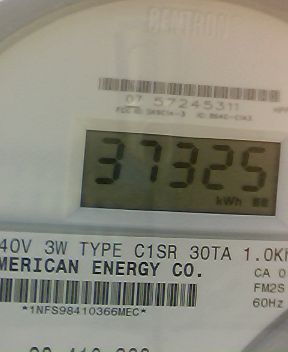 CENTRON
07 57245311
37325
kWh
40V 3W TYPE C1SR 30TA 1.0K
MERICAN ENERGY CO.
CA 0
FM2S
60Hz
*1NFS98410366MEC*